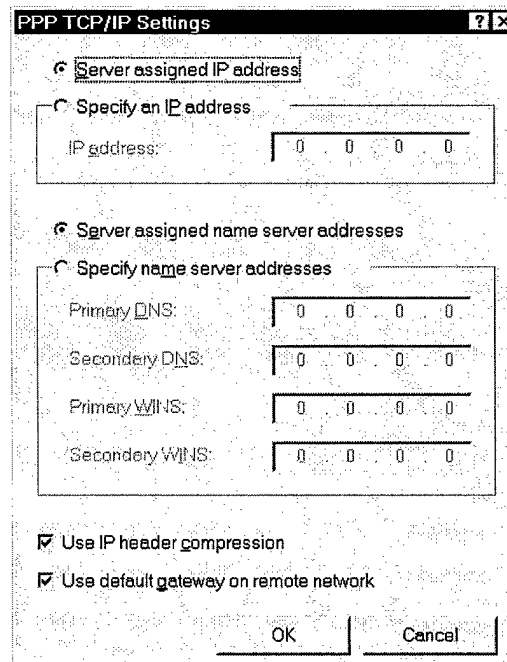 PPP TCP/IP Settings
Server assigned IP address
Specify an IP address
IP address: 0 . 0 . 0 . 0
Server assigned name server addresses
Specify name server addresses
Primary DNS: 0 . 0 . 0 . 0
Secondary DNS: 0 . 0 . 0 . 0
Primary WINS: 0 . 0 . 0 . 0
Secondary WINS: 0 . 0 . 0 . 0
Use IP header compression
Use default gateway on remote network
OK Cancel